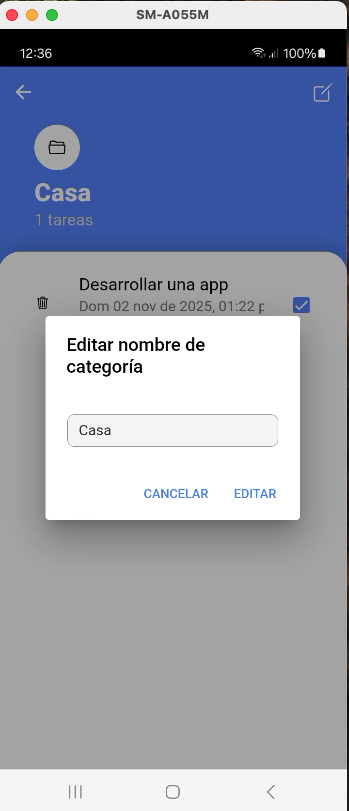 SM-A055M
12:36
100%
Casa
1 tareas
Desarrollar una app
Dom 02 nov de 2025, 01:22 p
Editar nombre de
categoría
Casa
CANCELAR EDITAR